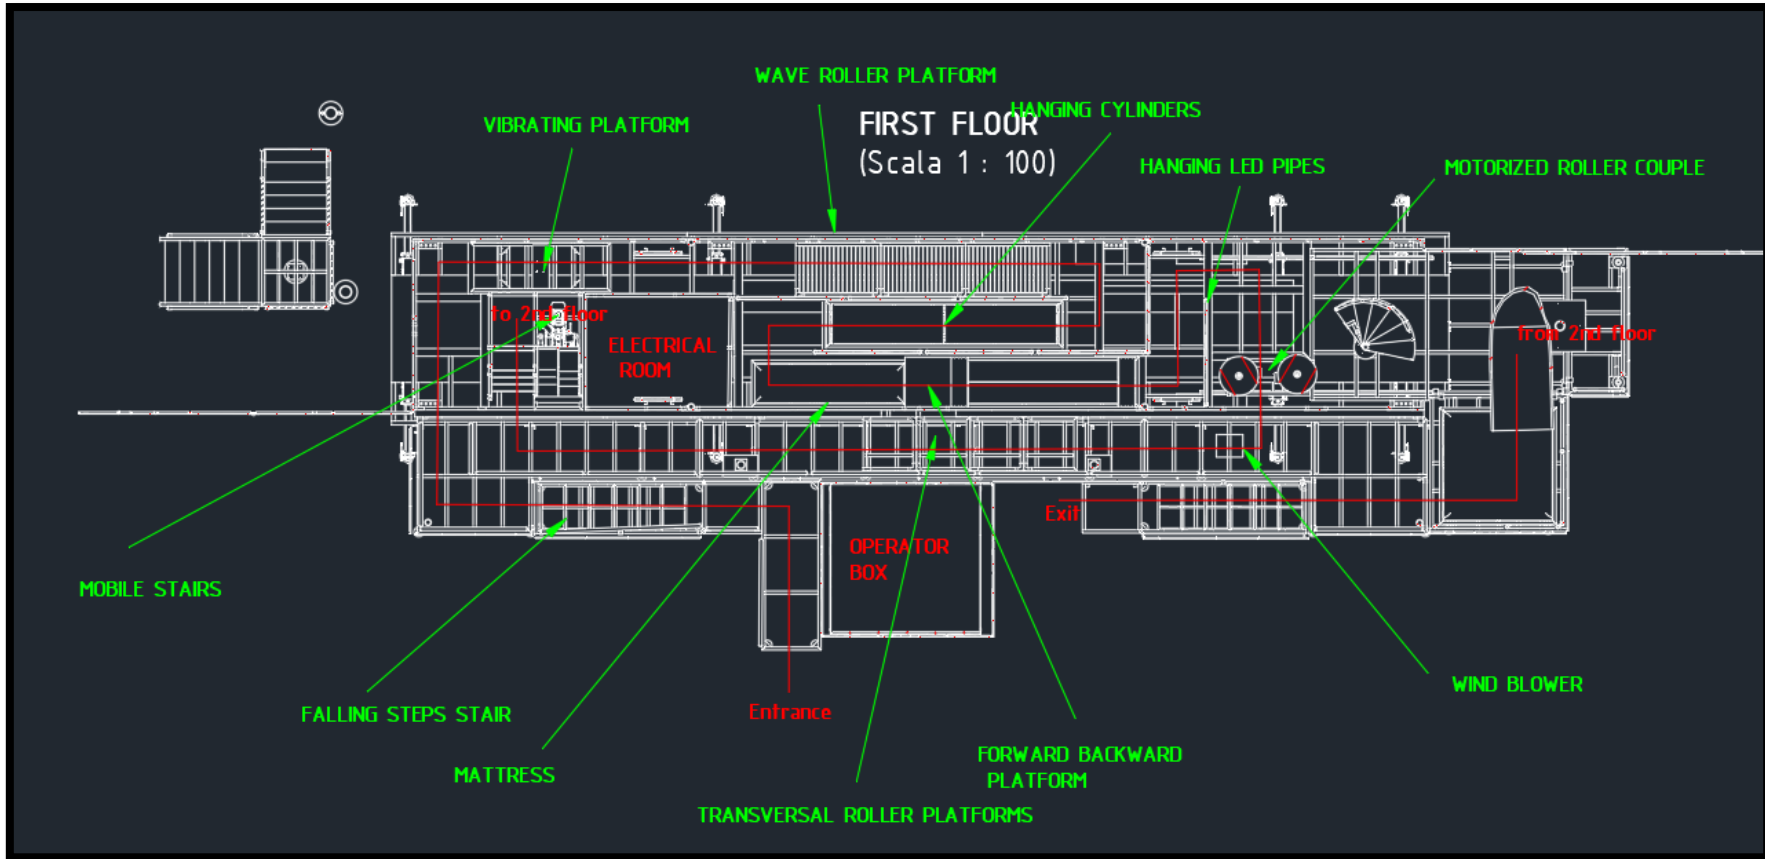 WAVE ROLLER PLATFORM
HANGING CYLINDERS
FIRST FLOOR
VIBRATING PLATFORM
(Scala 1 : 100)
HANGING LED PIPES
MOTORIZED ROLLER COUPLE
to 2nd floor
from 2nd floor
ELECTRICAL
ROOM
Exit
OPERATOR
BOX
MOBILE STAIRS
WIND BLOWER
FALLING STEPS STAIR
Entrance
FORWARD BACKWARD
PLATFORM
MATTRESS
TRANSVERSAL ROLLER PLATFORMS